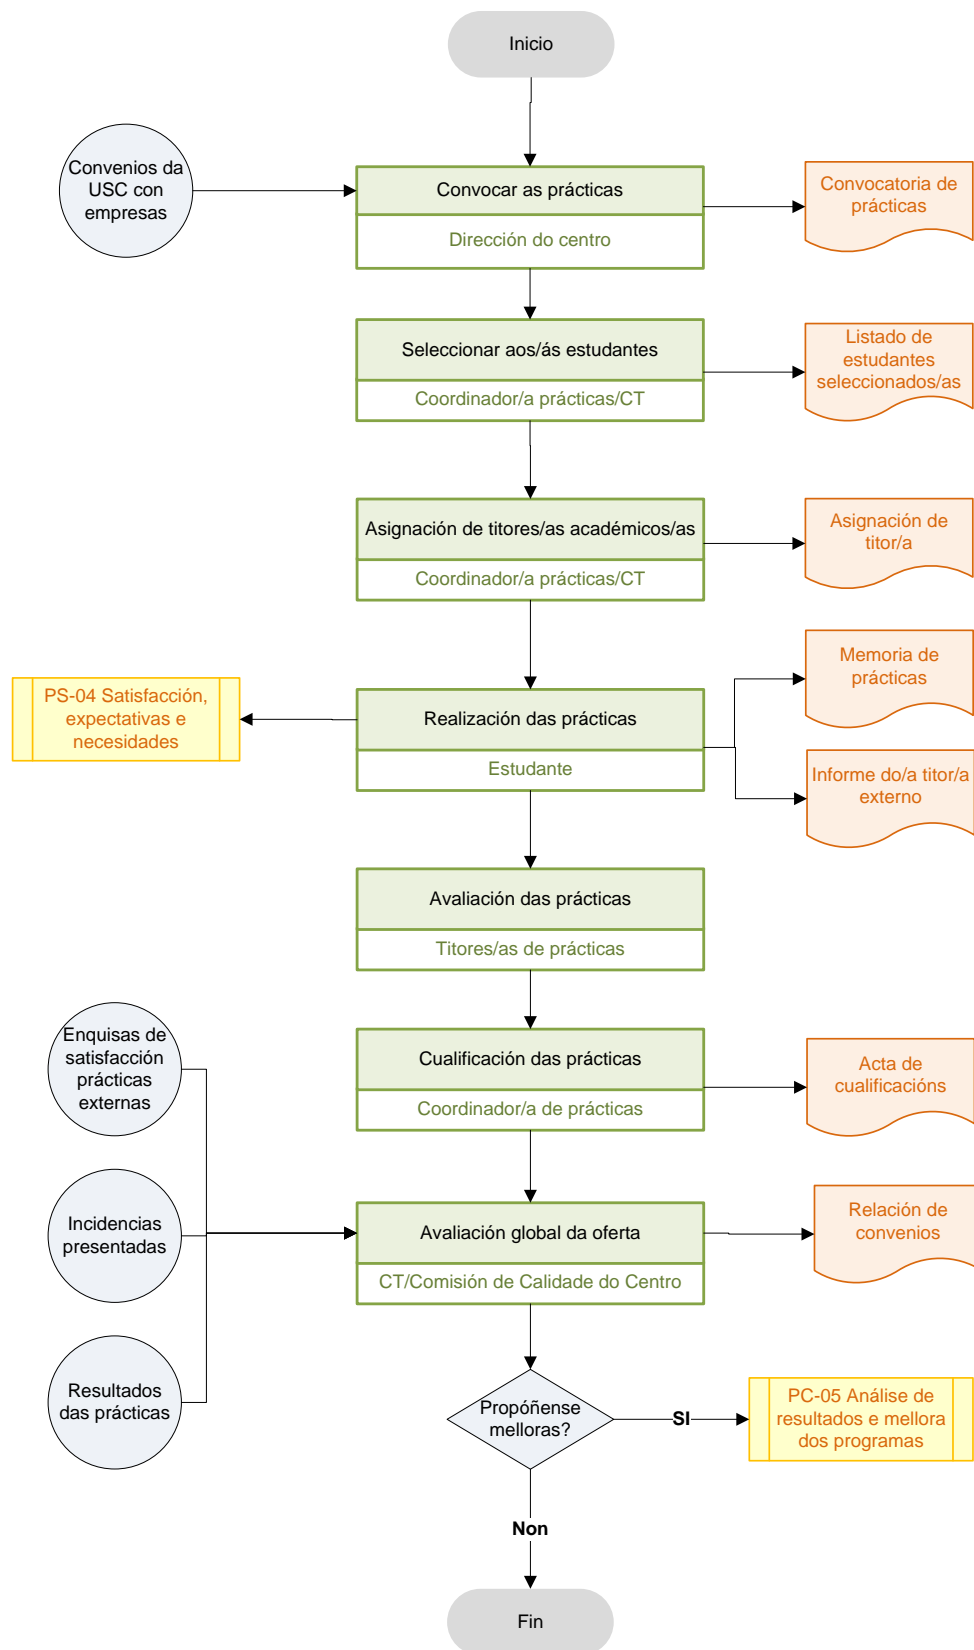 Inicio
Convenios da
USC con
empresas
Convocar as prácticas
Dirección do centro
Convocatoria de
prácticas
Seleccionar aos/ás estudantes
Coordinador/a prácticas/CT
Listado de
estudantes
seleccionados/as
Asignación de titores/as académicos/as
Coordinador/a prácticas/CT
Asignación de
titor/a
Memoria de
prácticas
PS-04 Satisfacción,
expectativas e
necesidades
Realización das prácticas
Estudante
Informe do/a titor/a
externo
Avaliación das prácticas
Titores/as de prácticas
Enquisas de
satisfacción
prácticas
externas
Cualificación das prácticas
Coordinador/a de prácticas
Acta de
cualificacións
Incidencias
presentadas
Avaliación global da oferta
CT/Comisión de Calidade do Centro
Relación de
convenios
Resultados
das prácticas
Propóñense
melloras?
SI
PC-05 Análise de
resultados e mellora
dos programas
Non
Fin